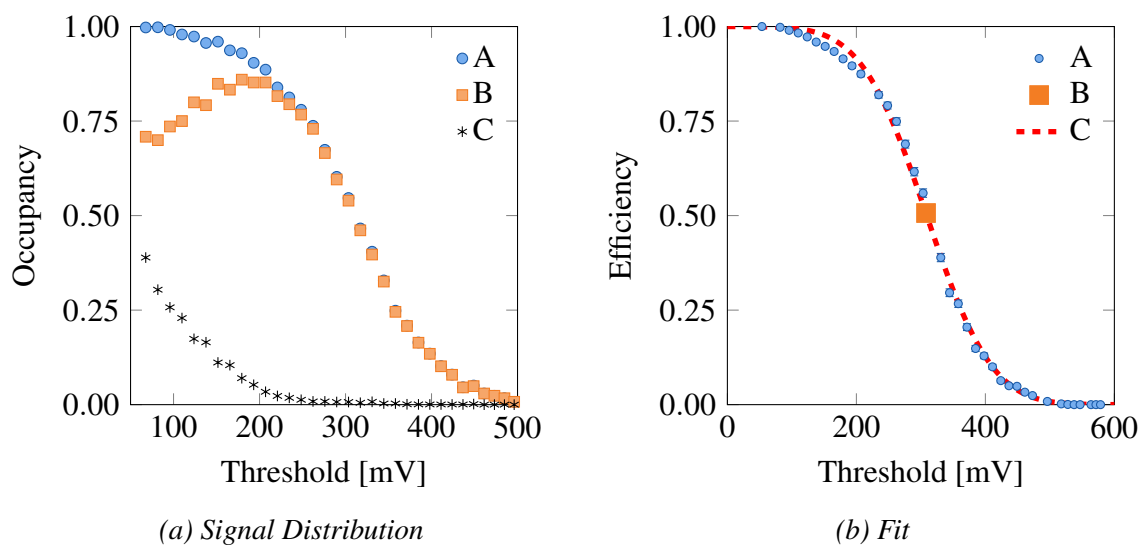 1.00
0.75
0.50
0.25
0.00
Occupancy
A
B
C
100 200 300 400 500
Threshold [mV]
(a) Signal Distribution
1.00
0.75
0.50
0.25
0.00
Efficiency
A
B
C
0 200 400 600
Threshold [mV]
(b) Fit